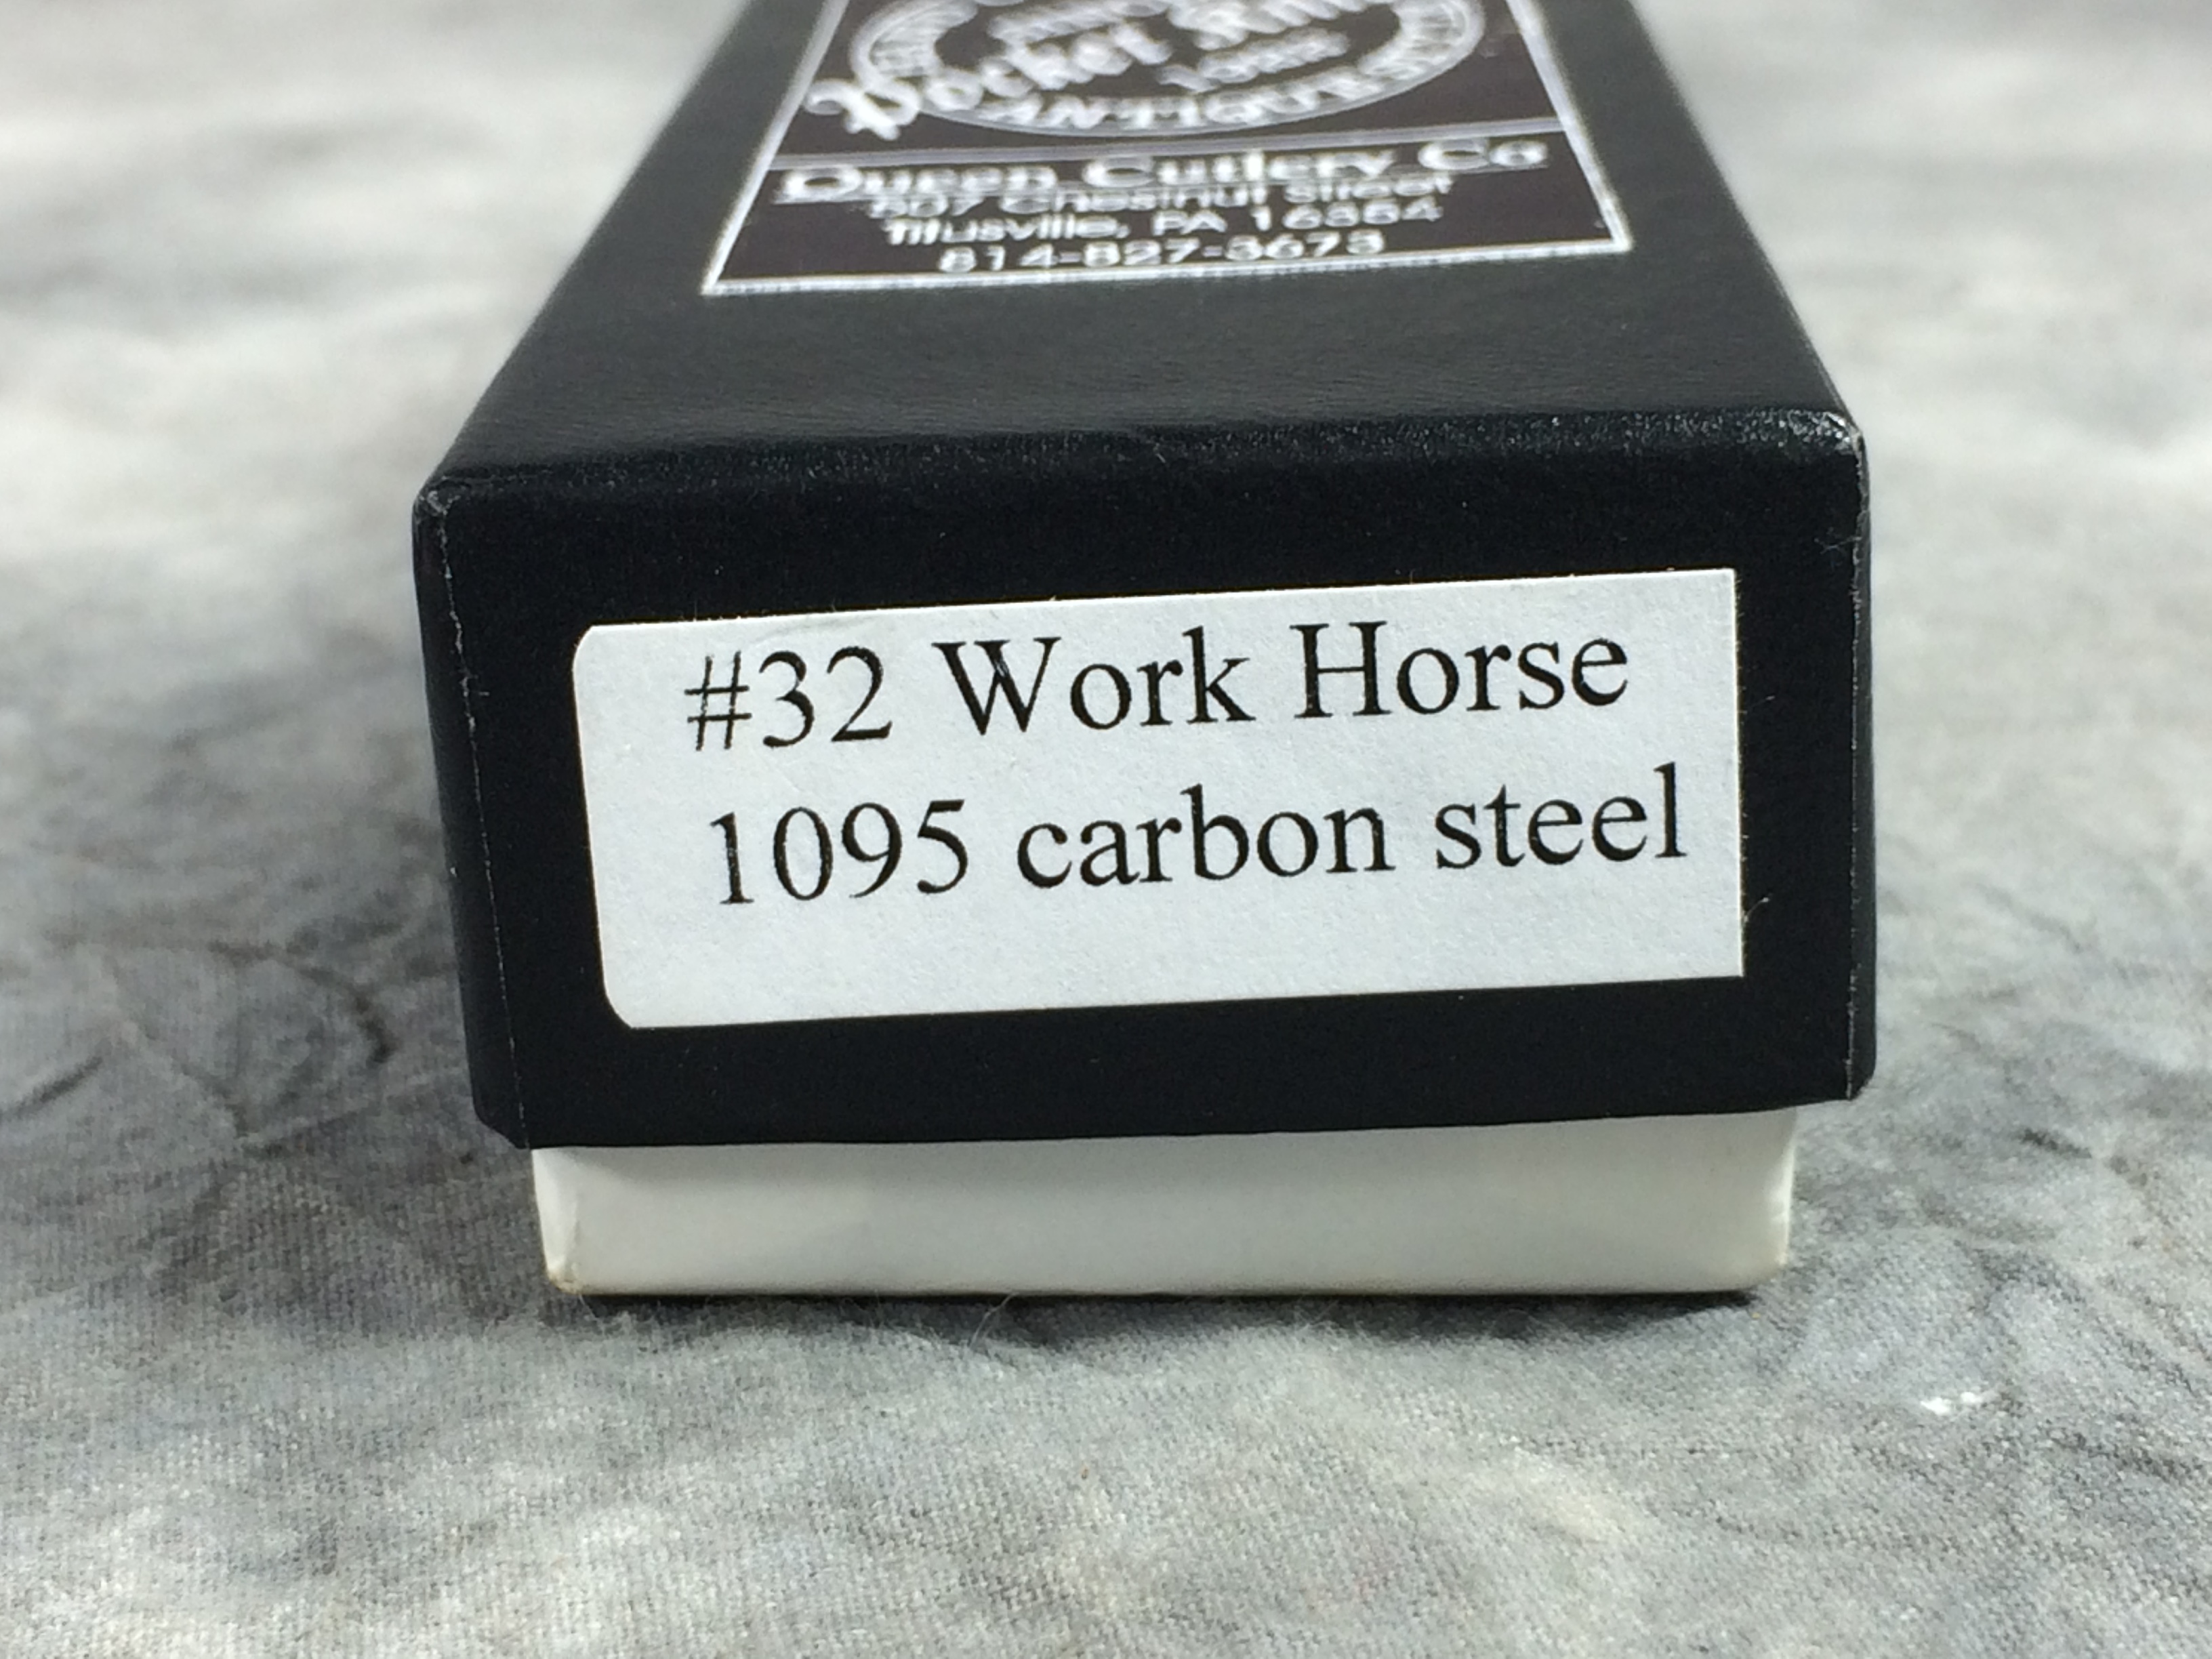 Pocket
ANTIQUE
Queen Cutlery Co
507 Chestnut Street
Titusville, PA 16354
814-827-3673
#32 Work Horse
1095 carbon steel